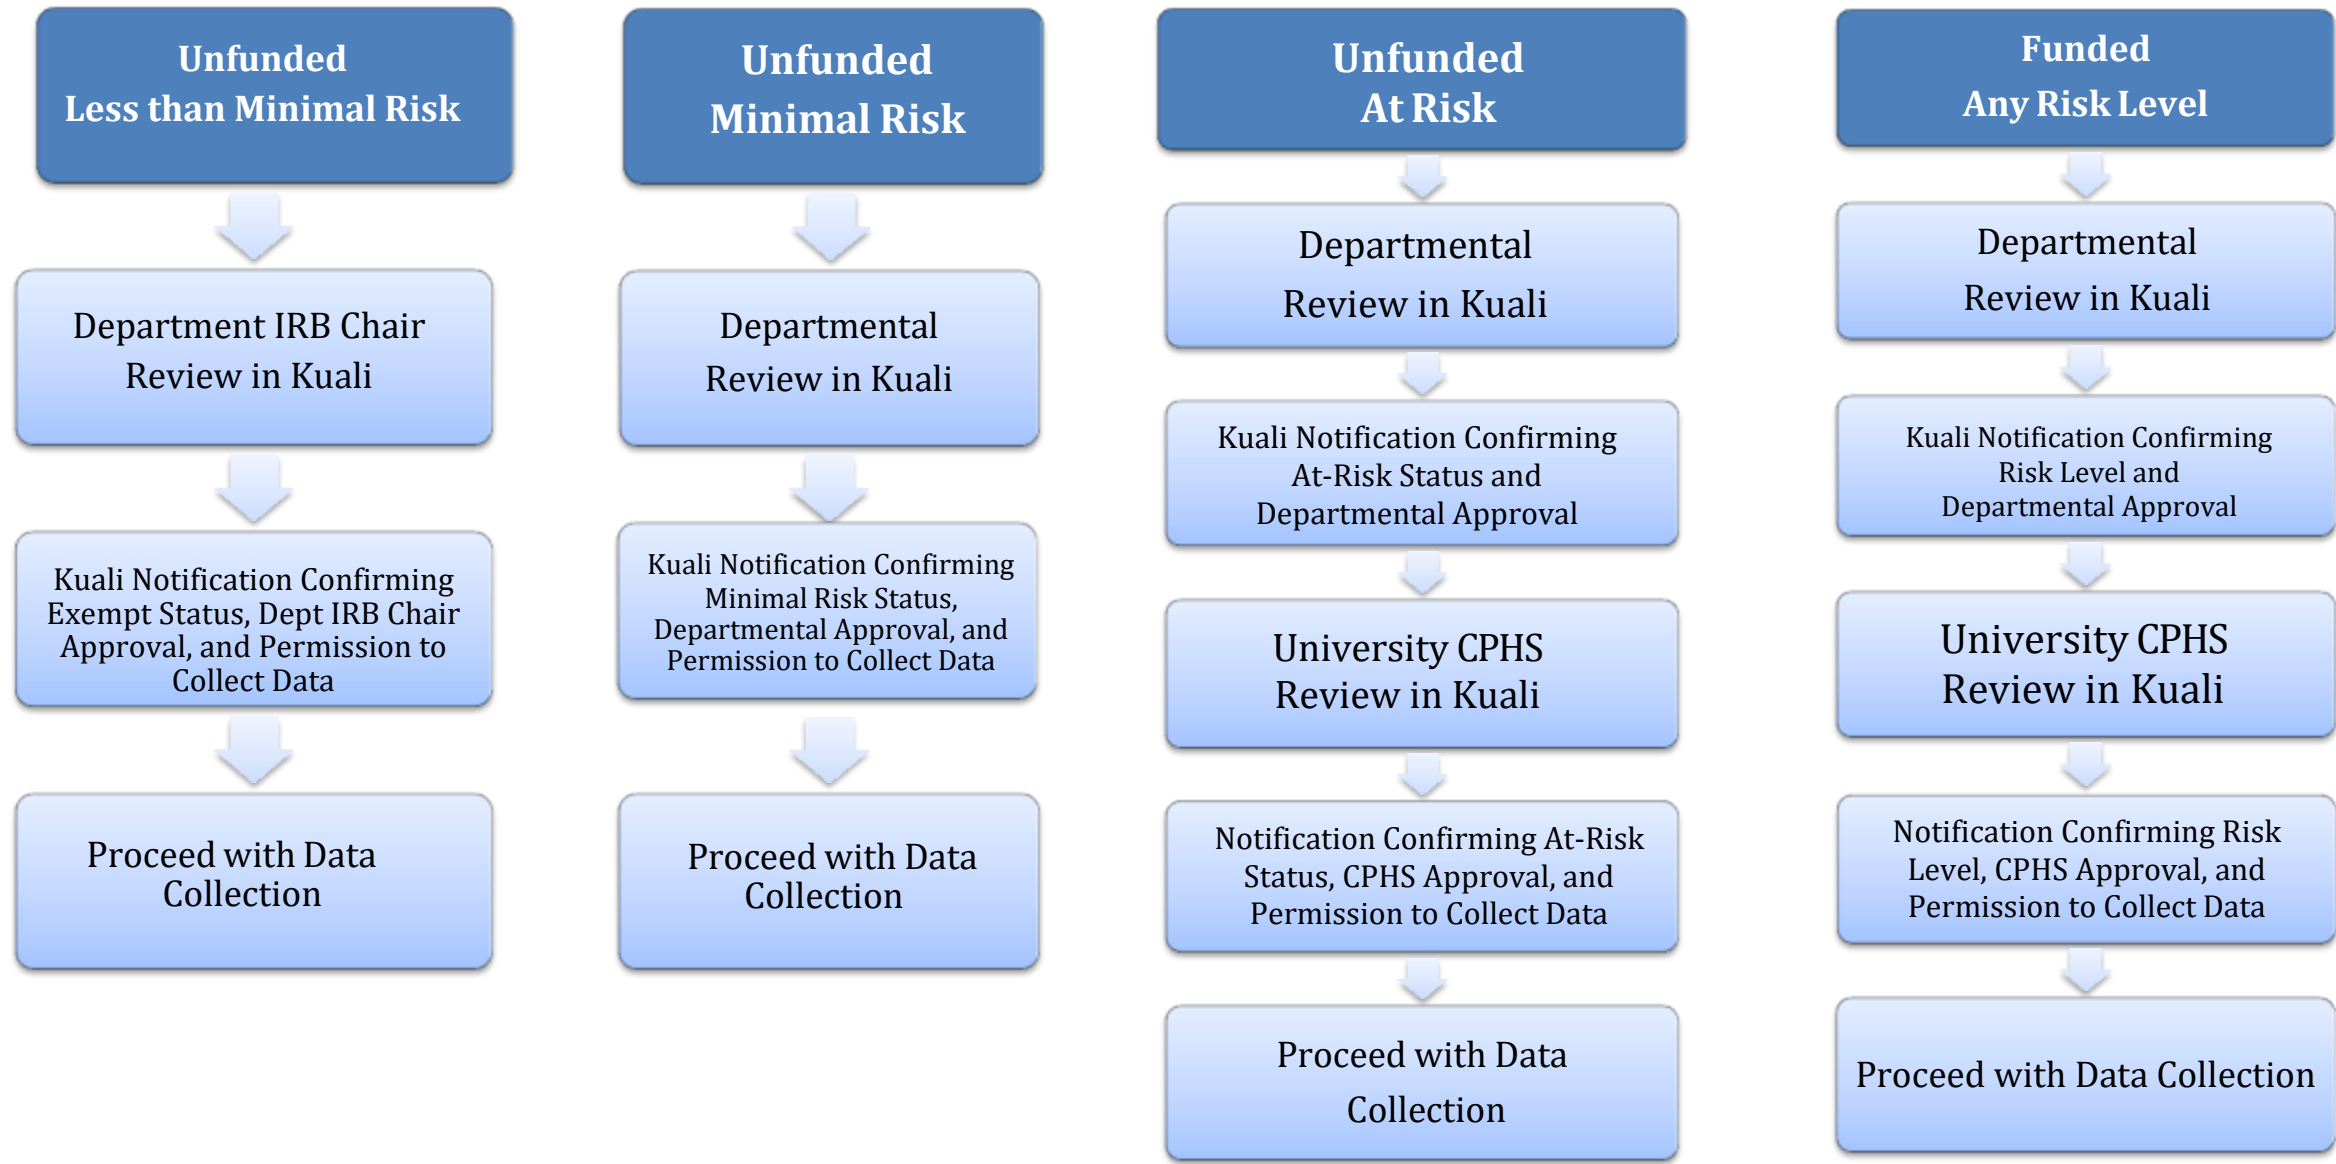 Unfunded
Less than Minimal Risk
Department IRB Chair
Review in Kuali
Kuali Notification Confirming
Exempt Status, Dept IRB Chair
Approval, and Permission to
Collect Data
Proceed with Data
Collection
Unfunded
Minimal Risk
Departmental
Review in Kuali
Kuali Notification Confirming
Minimal Risk Status,
Departmental Approval, and
Permission to Collect Data
Proceed with Data
Collection
Unfunded
At Risk
Departmental
Review in Kuali
Kuali Notification Confirming
At-Risk Status and
Departmental Approval
University CPHS
Review in Kuali
Notification Confirming At-Risk
Status, CPHS Approval, and
Permission to Collect Data
Proceed with Data
Collection
Funded
Any Risk Level
Departmental
Review in Kuali
Kuali Notification Confirming
Risk Level and
Departmental Approval
University CPHS
Review in Kuali
Notification Confirming Risk
Level, CPHS Approval, and
Permission to Collect Data
Proceed with Data Collection